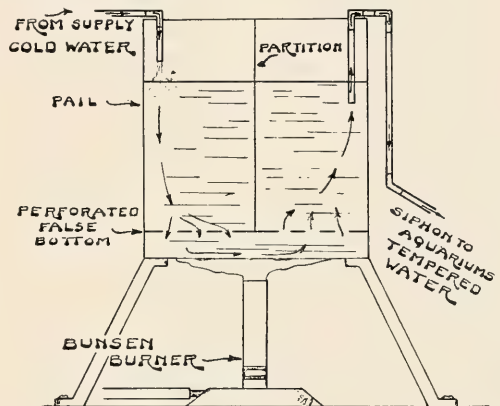 FROM SUPPLY
COLD WATER
PARTITION
PAIL
PERFORATED
FALSE
BOTTOM
SIPHON TO
AQUARIUMS
TEMPERED
WATER
BUNSEN
BURNER